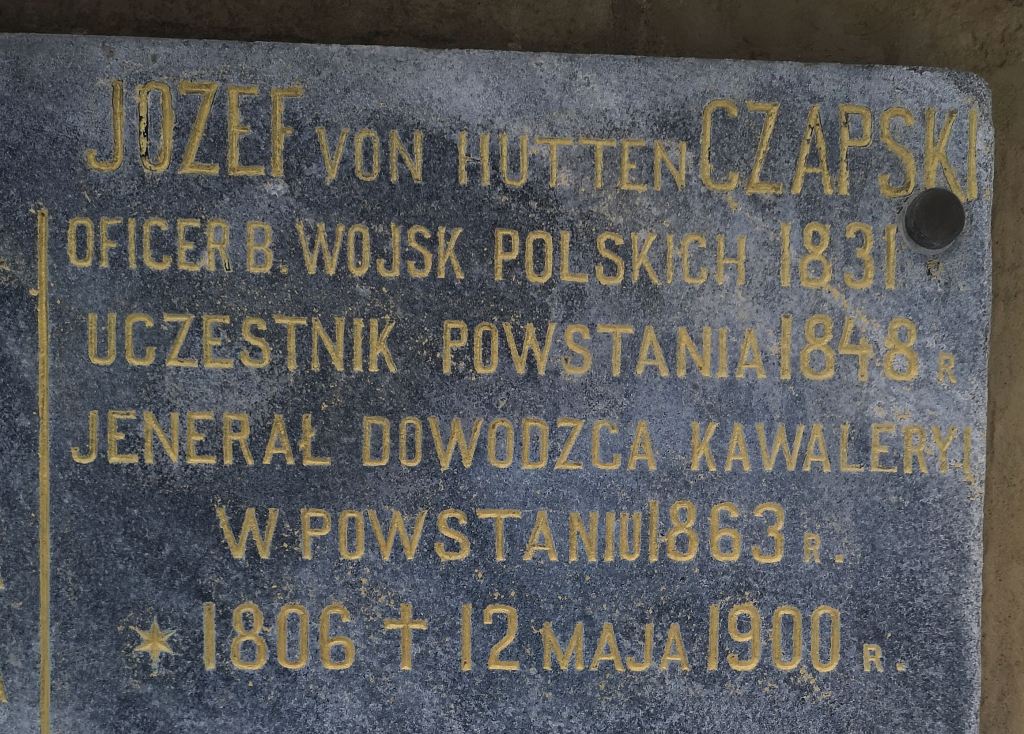 JOZEF VON HUTTEN CZAPSKI
OFICER B. WOJSK POLSKICH 1831 R
UCZESTNIK POWSTANIA 1848 R
JENERAŁ DOWODZCA KAWALERYI
W POWSTANIU 1863 R.
* 1806 † 12 MAJA 1900 R.